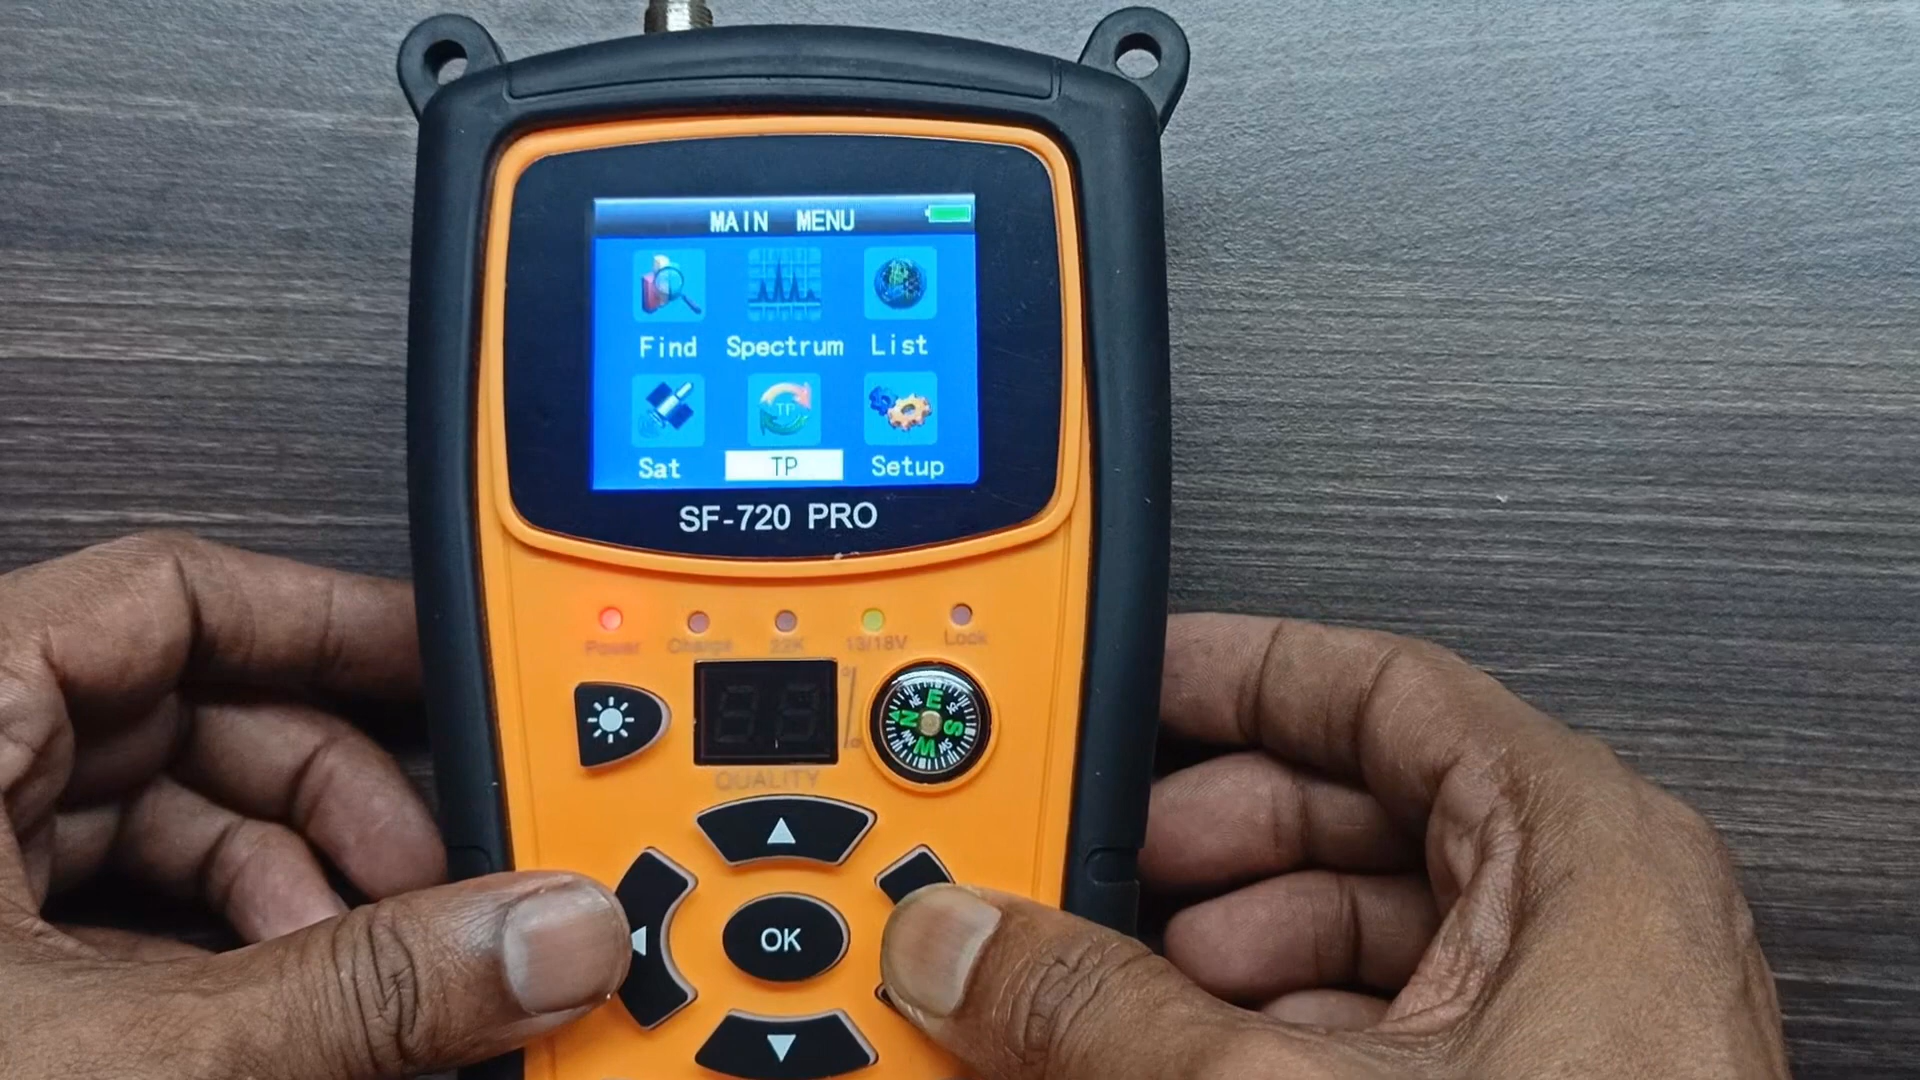 MAIN MENU
Find Spectrum List
TP
Sat TP Setup
SF-720 PRO
Power Charge 22K 13/18V Lock
E
N S
W
QUALITY
OK